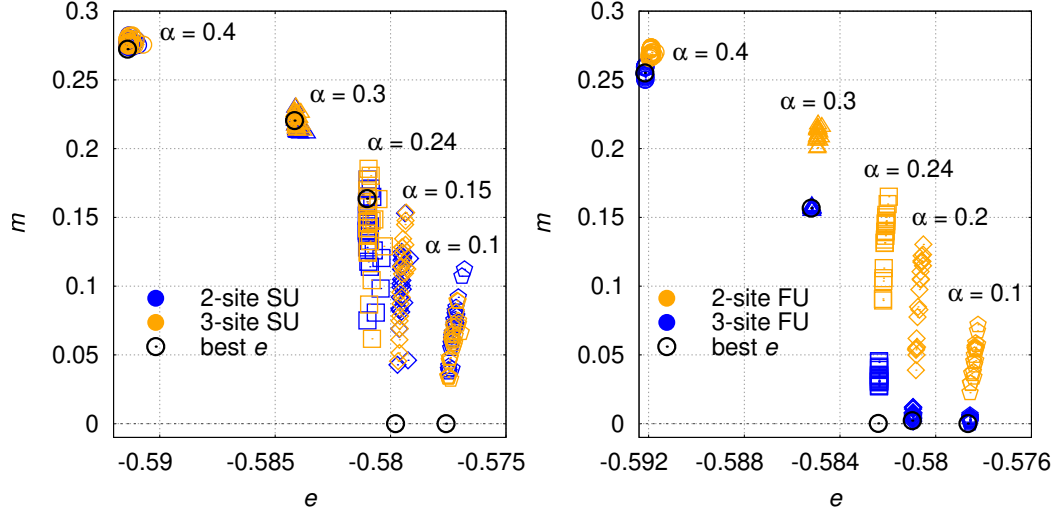 0.3
0.25
0.2
0.15
0.1
0.05
0
m
α = 0.4
α = 0.3
α = 0.24
α = 0.15
α = 0.1
2-site SU
3-site SU
best e
-0.59
-0.585
-0.58
-0.575
e
0.3
0.25
0.2
0.15
0.1
0.05
0
m
α = 0.4
α = 0.3
α = 0.24
α = 0.2
α = 0.1
2-site FU
3-site FU
best e
-0.592
-0.588
-0.584
-0.58
-0.576
e